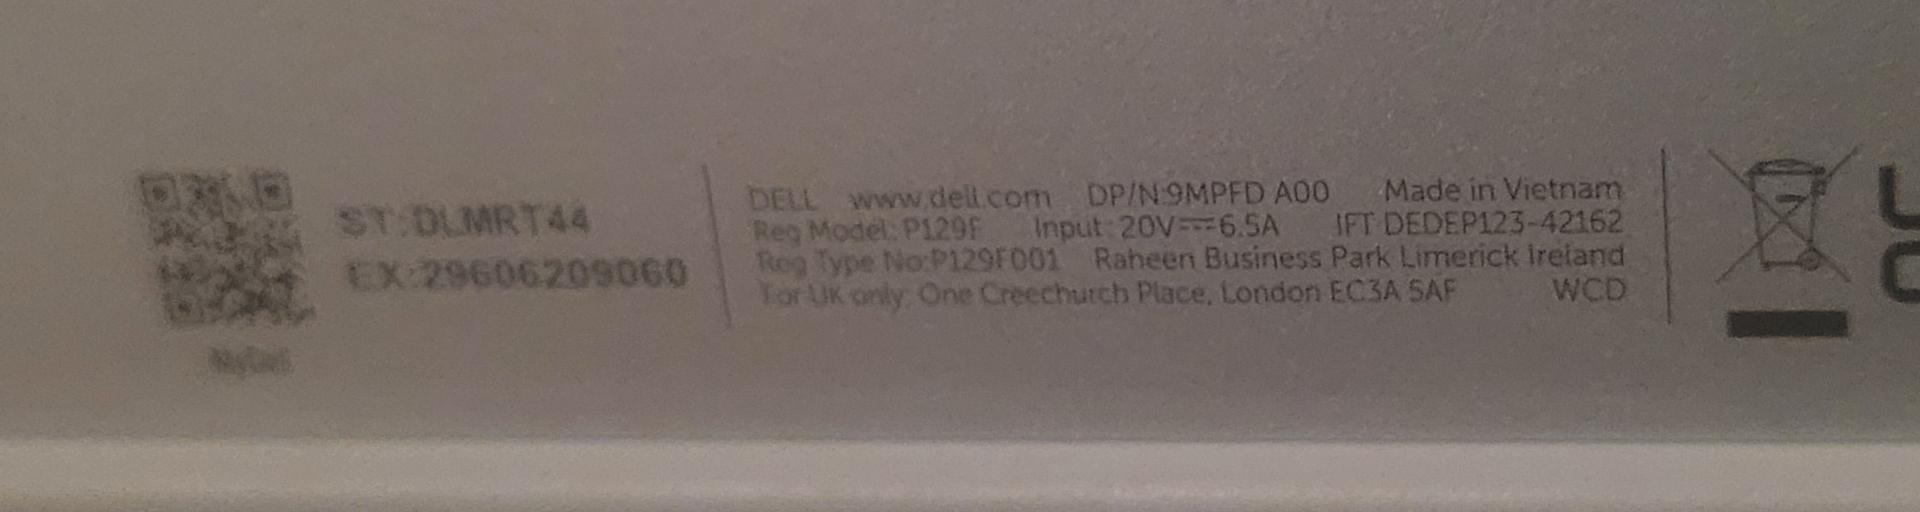 ST:DLMRT44
EX:29606209060
MyDell
DELL www.dell.com DP/N:9MPFD A00 Made in Vietnam
Reg Model: P129F Input: 20V⎓6.5A IFT:DEDEP123-42162
Reg Type No:P129F001 Raheen Business Park Limerick Ireland
For UK only: One Creechurch Place, London EC3A 5AF WCD